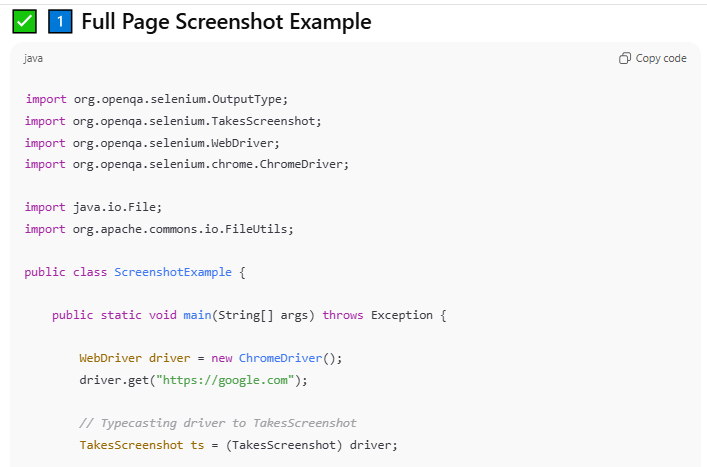 ✅ 1️⃣ Full Page Screenshot Example
java
Copy code
import org.openqa.selenium.OutputType;
import org.openqa.selenium.TakesScreenshot;
import org.openqa.selenium.WebDriver;
import org.openqa.selenium.chrome.ChromeDriver;
import java.io.File;
import org.apache.commons.io.FileUtils;
public class ScreenshotExample {
public static void main(String[] args) throws Exception {
WebDriver driver = new ChromeDriver();
driver.get("https://google.com");
// Typecasting driver to TakesScreenshot
TakesScreenshot ts = (TakesScreenshot) driver;